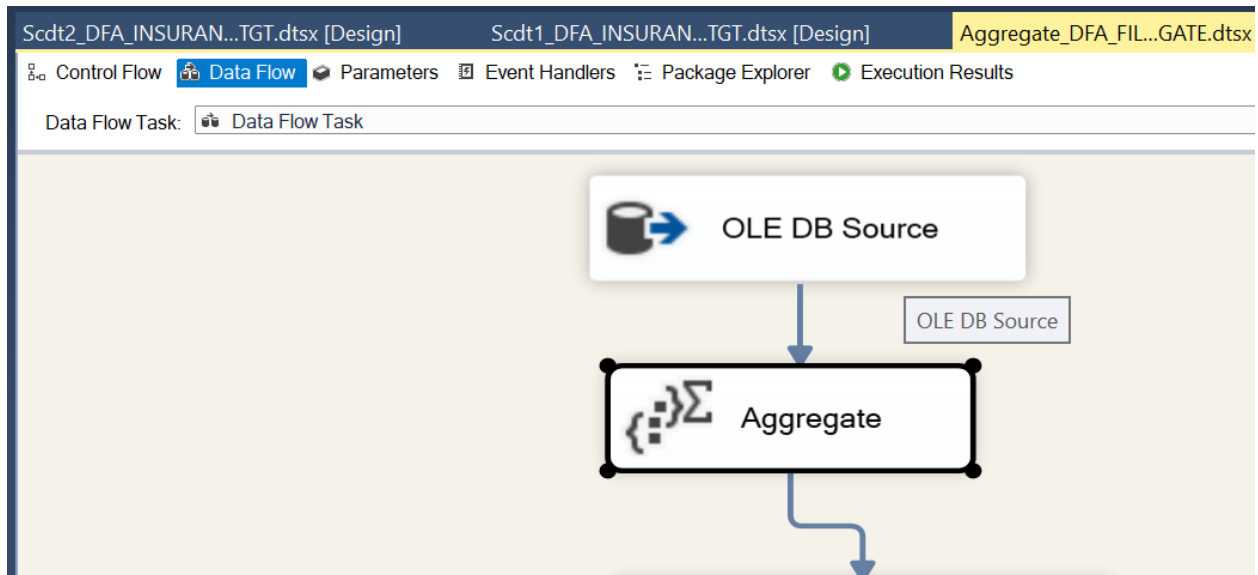 Scdt2_DFA_INSURAN...TGT.dtsx [Design] Scdt1_DFA_INSURAN...TGT.dtsx [Design] Aggregate_DFA_FIL...GATE.dtsx
Control Flow Data Flow Parameters Event Handlers Package Explorer Execution Results
Data Flow Task: Data Flow Task
OLE DB Source
OLE DB Source
Aggregate